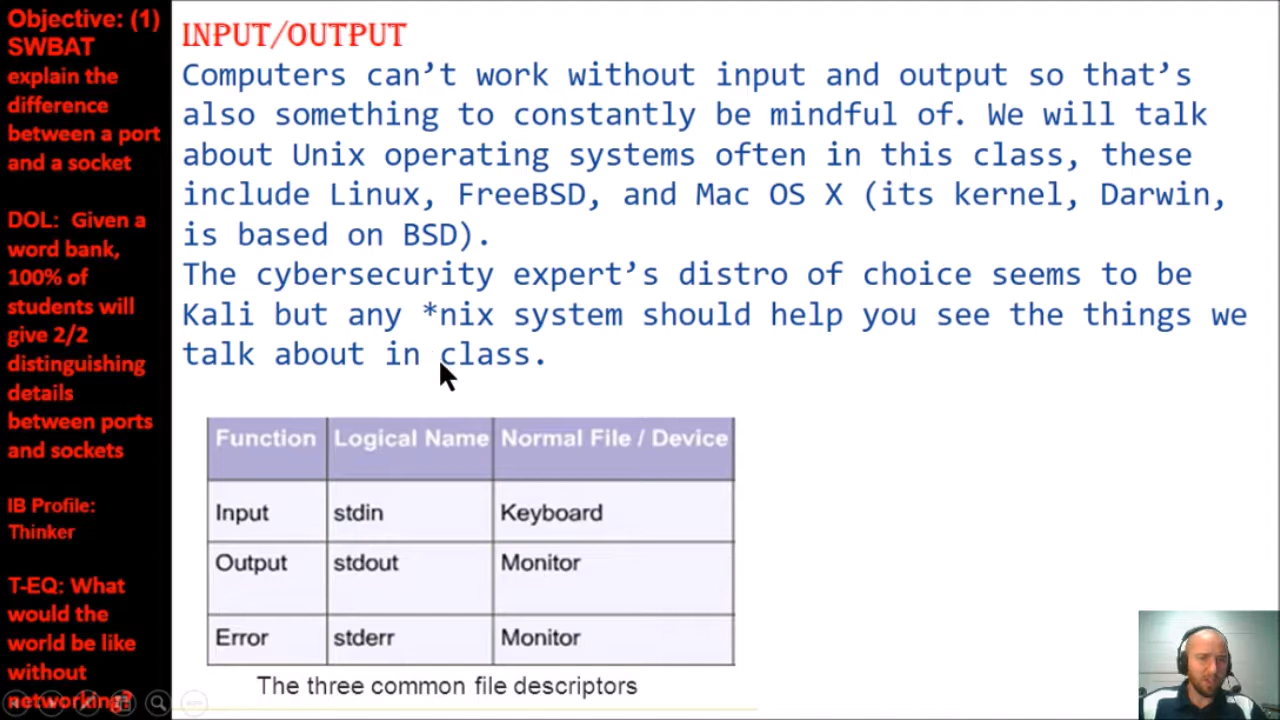 Objective: (1)
SWBAT
explain the
difference
between a port
and a socket
DOL: Given a
word bank,
100% of
students will
give 2/2
distinguishing
details
between ports
and sockets
IB Profile:
Thinker
T-EQ: What
would the
world be like
without
networking?
INPUT/OUTPUT
Computers can’t work without input and output so that’s
also something to constantly be mindful of. We will talk
about Unix operating systems often in this class, these
include Linux, FreeBSD, and Mac OS X (its kernel, Darwin,
is based on BSD).
The cybersecurity expert’s distro of choice seems to be
Kali but any *nix system should help you see the things we
talk about in class.
Function Logical Name Normal File / Device
Input stdin Keyboard
Output stdout Monitor
Error stderr Monitor
The three common file descriptors